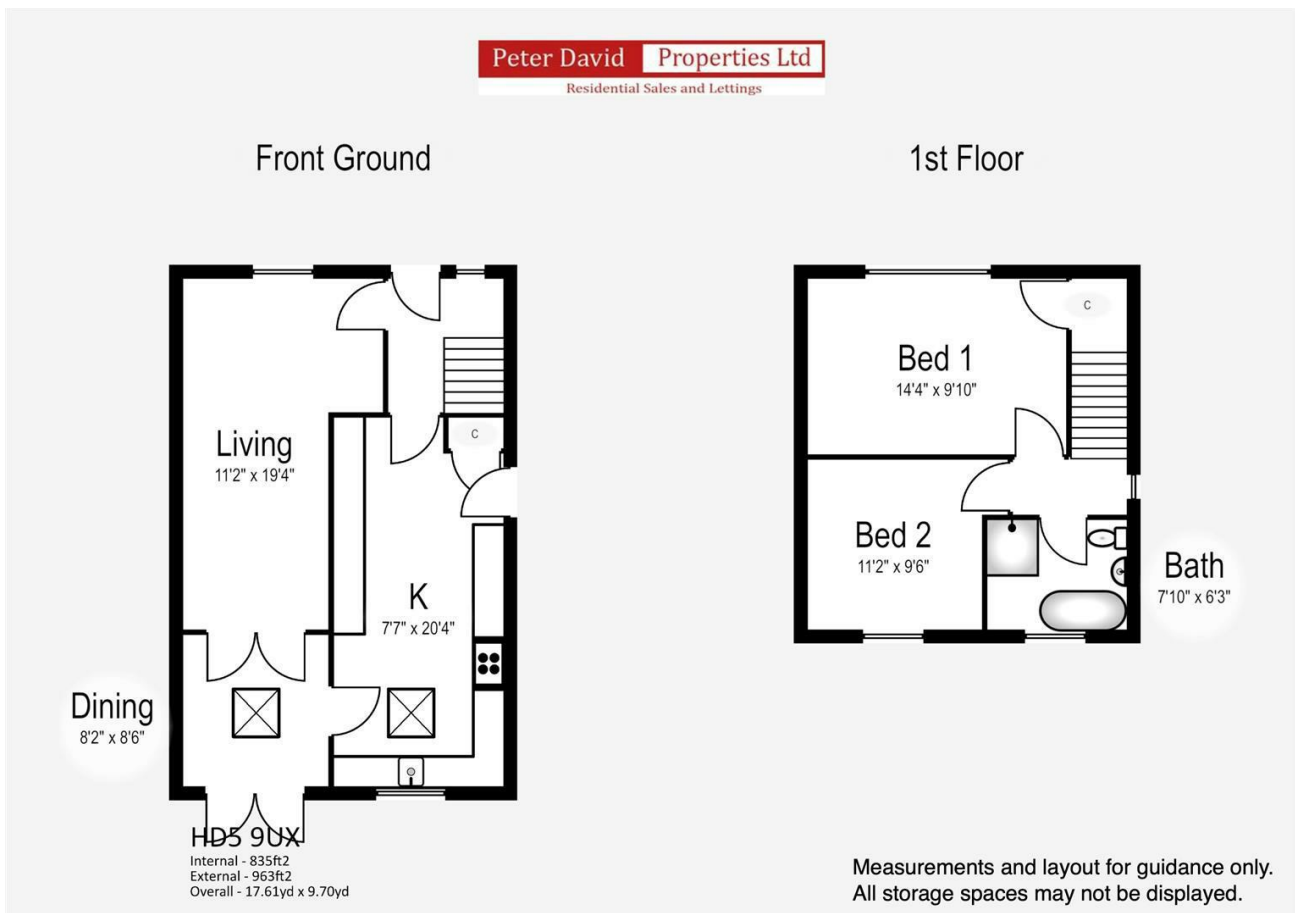 Peter David Properties Ltd
Residential Sales and Lettings
Front Ground
1st Floor
Living
11'2" x 19'4"
C
K
7'7" x 20'4"
Dining
8'2" x 8'6"
HD5 9UX
Internal - 835ft2
External - 963ft2
Overall - 17.61yd x 9.70yd
C
Bed 1
14'4" x 9'10"
Bed 2
11'2" x 9'6"
Bath
7'10" x 6'3"
Measurements and layout for guidance only.
All storage spaces may not be displayed.